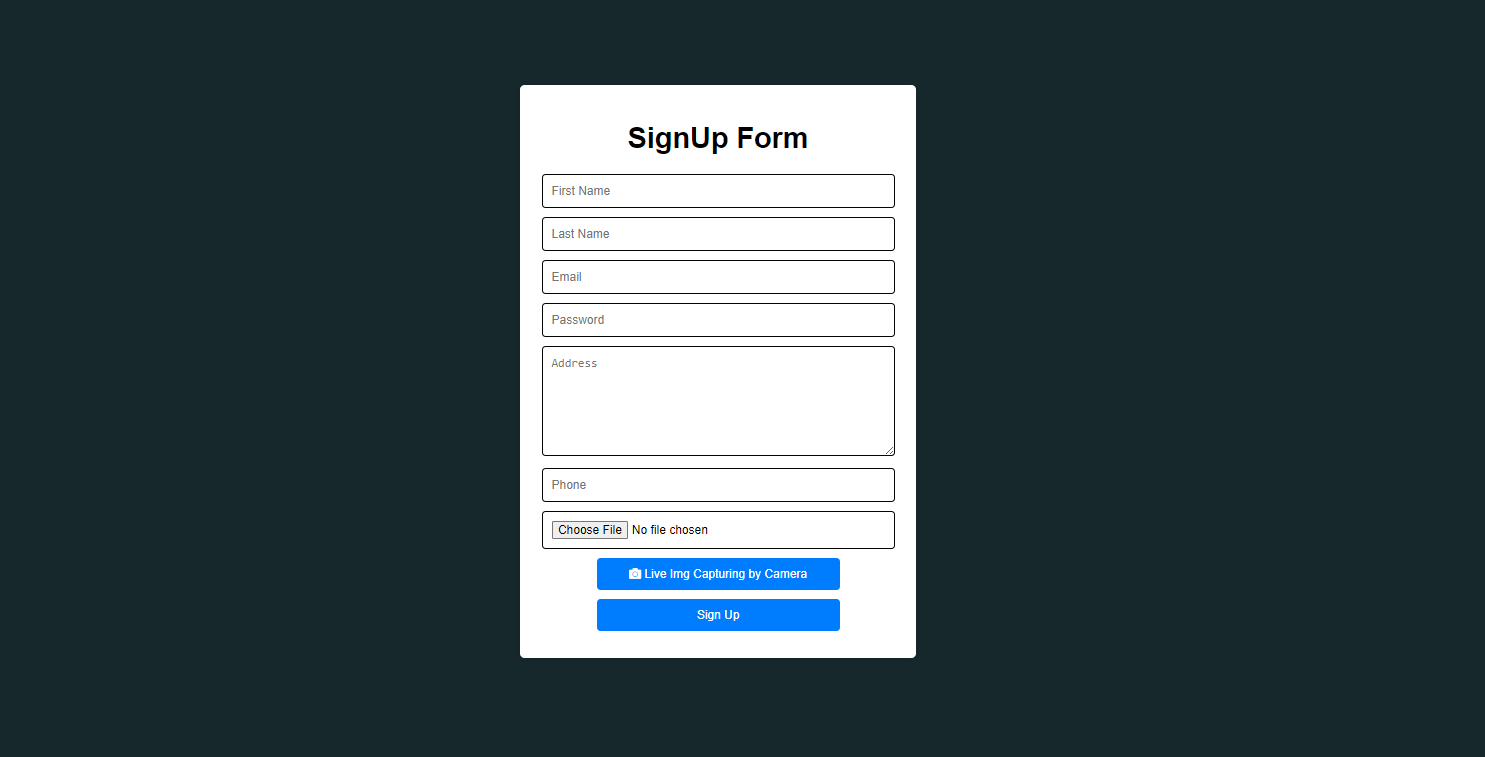 SignUp Form
First Name
Last Name
Email
Password
Address
Phone
Choose File No file chosen
Live Img Capturing by Camera
Sign Up